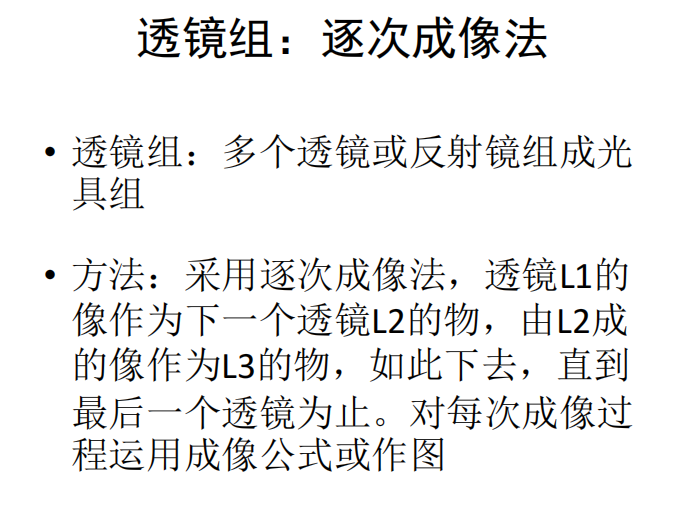 透镜组：逐次成像法
• 透镜组：多个透镜或反射镜组成光
具组
• 方法：采用逐次成像法，透镜L1的
像作为下一个透镜L2的物，由L2成
的像作为L3的物，如此下去，直到
最后一个透镜为止。对每次成像过
程运用成像公式或作图